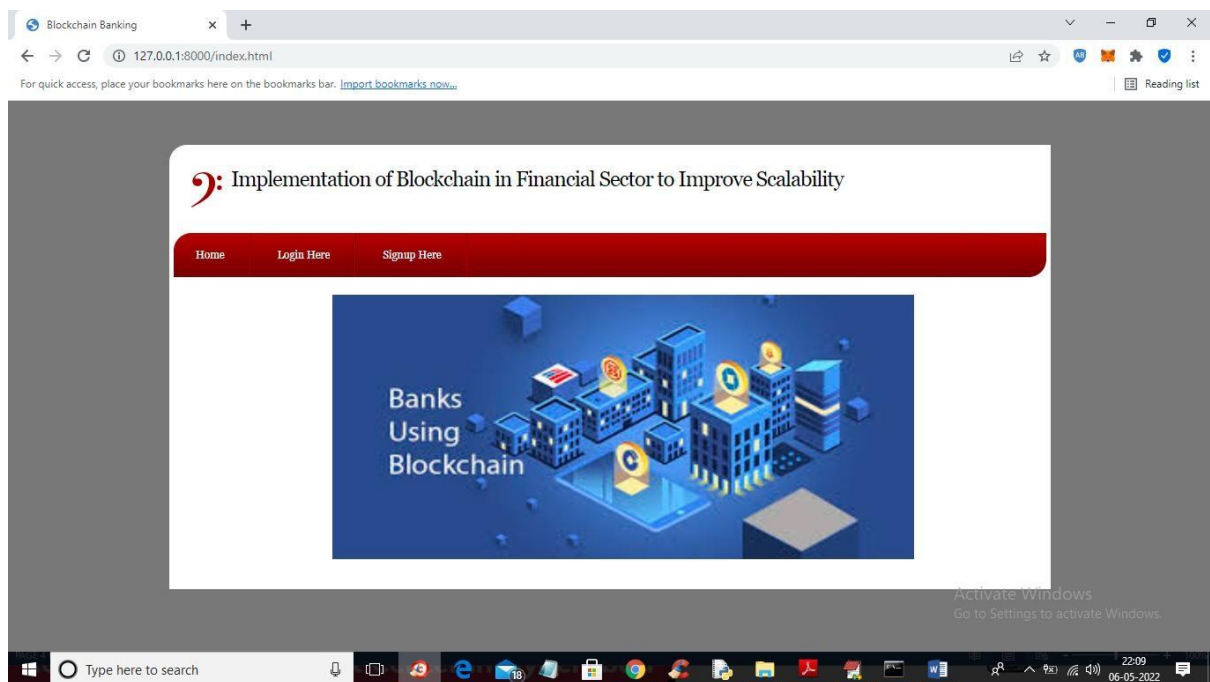 Blockchain Banking
127.0.0.1:8000/index.html
For quick access, place your bookmarks here on the bookmarks bar. Import bookmarks now...
Reading list
Implementation of Blockchain in Financial Sector to Improve Scalability
Home Login Here Signup Here
Banks
Using
Blockchain
Activate Windows
Go to Settings to activate Windows.
Type here to search
18
22:09
06-05-2022